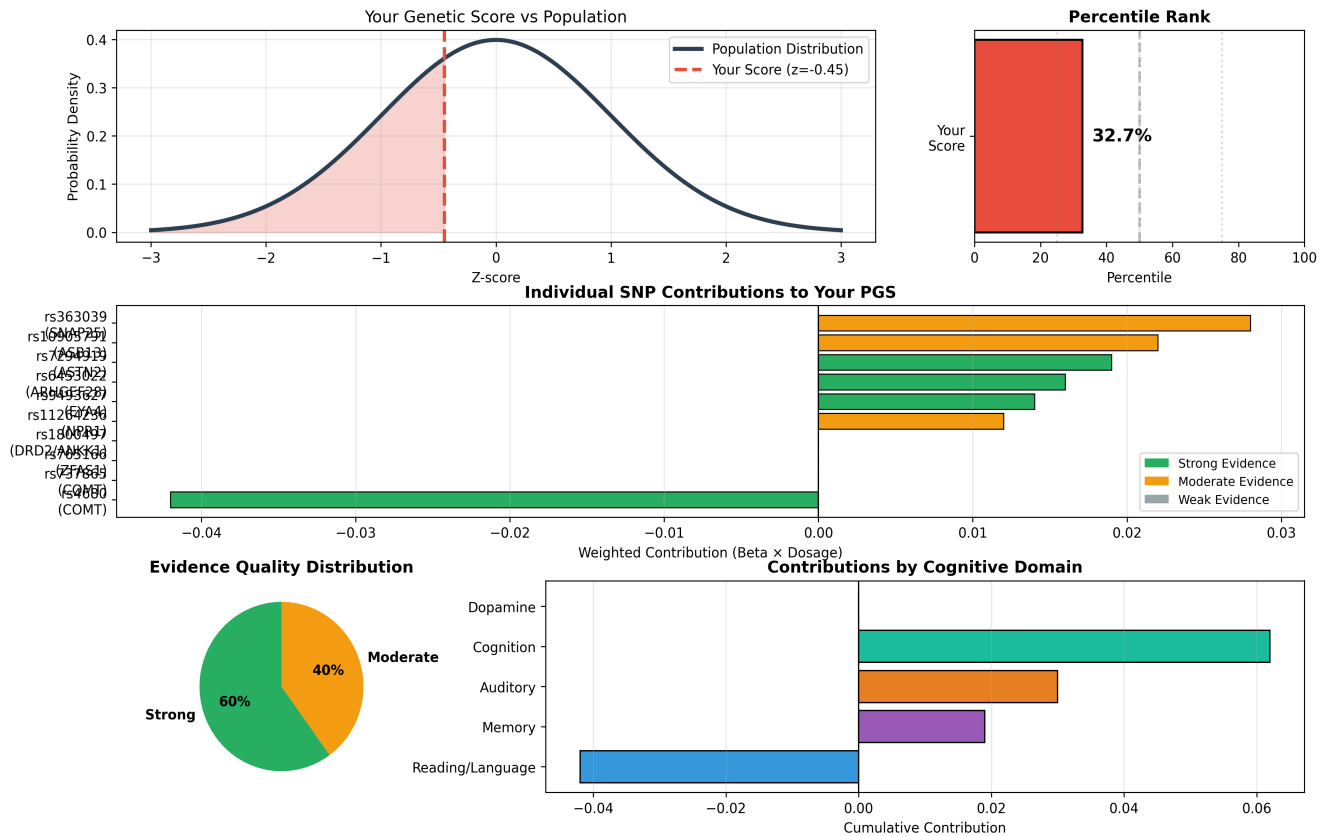 Your Genetic Score vs Population
Probability Density
0.4
0.3
0.2
0.1
0.0
Population Distribution
Your Score (z=-0.45)
−3 −2 −1 0 1 2 3
Z-score
Percentile Rank
Your
Score
32.7%
0 20 40 60 80 100
Percentile
Individual SNP Contributions to Your PGS
rs363039
(SNAP25)
rs10905791
(ASB13)
rs7294919
(ASTN2)
rs6453022
(ARHGEF28)
rs9493627
(EYA4)
rs11264236
(NPR1)
rs1800497
(DRD2/ANKK1)
(ZFAS1)
rs737865
(COMT)
rs4680
(COMT)
Strong Evidence
Moderate Evidence
Weak Evidence
−0.04 −0.03 −0.02 −0.01 0.00 0.01 0.02 0.03
Weighted Contribution (Beta × Dosage)
Evidence Quality Distribution
Moderate
40%
60%
Strong
Contributions by Cognitive Domain
Dopamine
Cognition
Auditory
Memory
Reading/Language
−0.04 −0.02 0.00 0.02 0.04 0.06
Cumulative Contribution